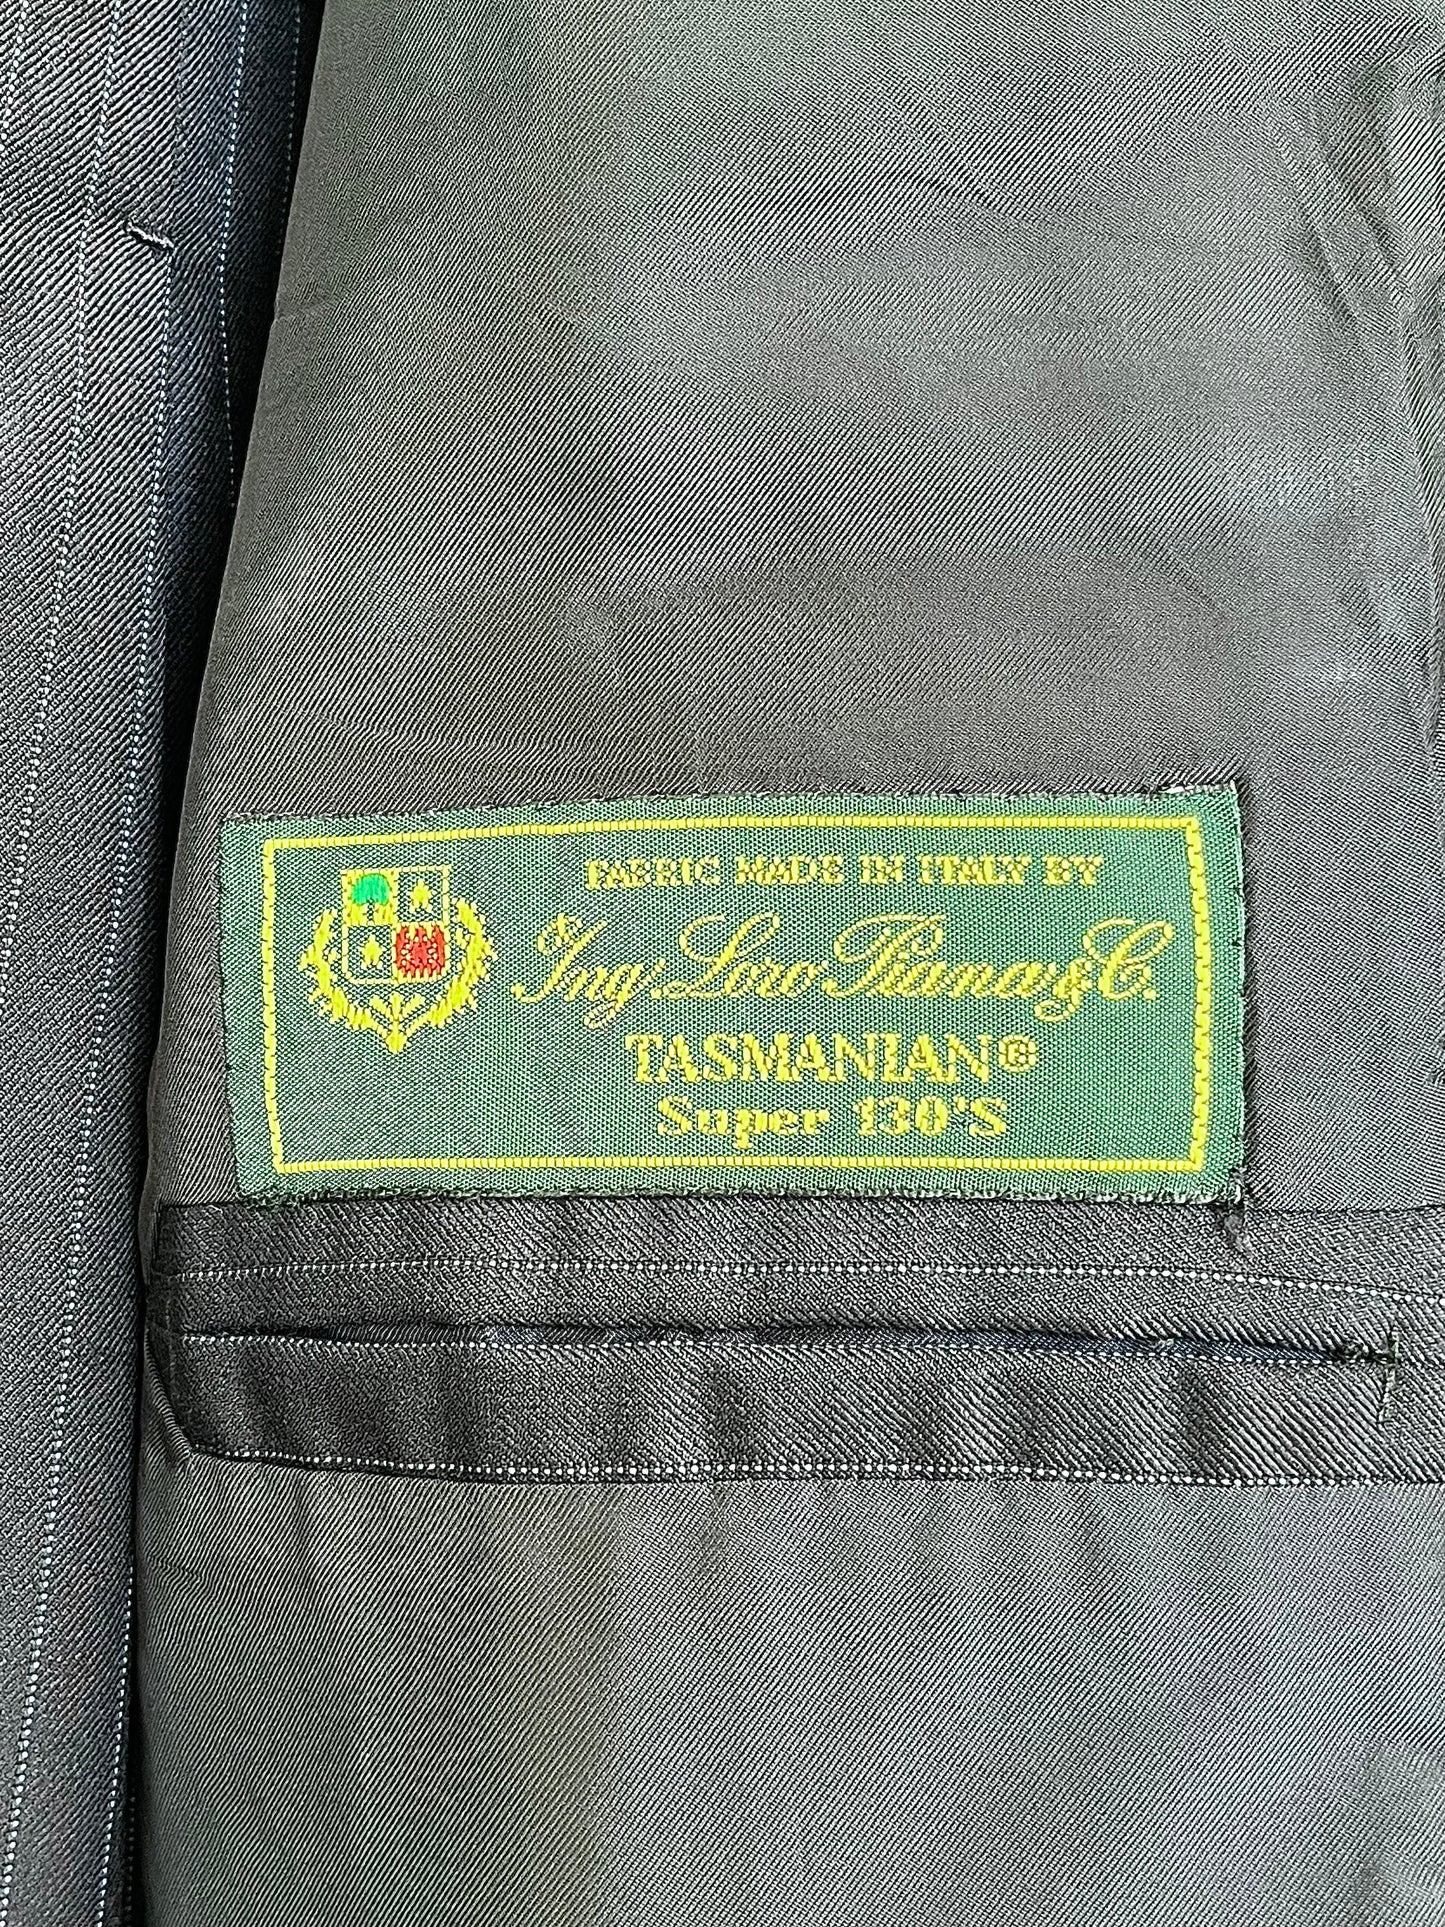 FABRIC MADE IN ITALY BY
Ing. Loro Piana & C.
TASMANIAN®
Super 130'S